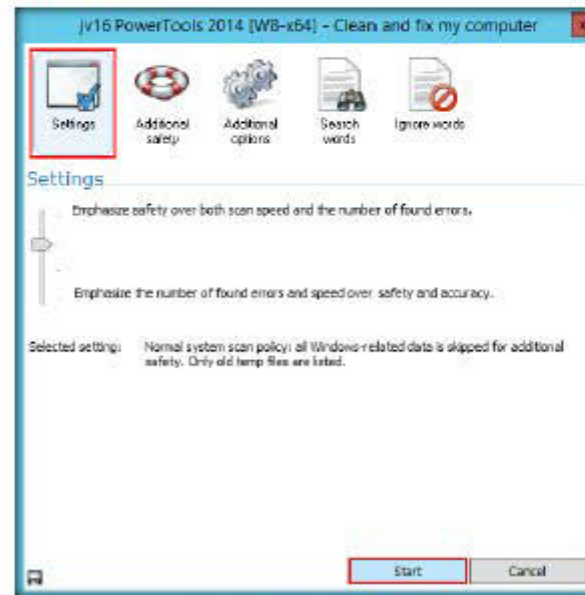 jv16 PowerTools 2014 [W8-x64] - Clean and fix my computer
Settings
Additional
safety
Additional
options
Search
words
Ignore words
Settings
Emphasize safety over both scan speed and the number of found errors.
Emphasize the number of found errors and speed over safety and accuracy.
Selected setting: Normal system scan policy: all Windows-related data is skipped for additional
safety. Only old temp files are listed.
Start Cancel